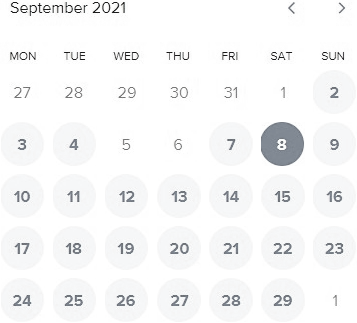 September 2021 < >
MON TUE WED THU FRI SAT SUN
27 28 29 30 31 1 2
3 4 5 6 7 8 9
10 11 12 13 14 15 16
17 18 19 20 21 22 23
24 25 26 27 28 29 1